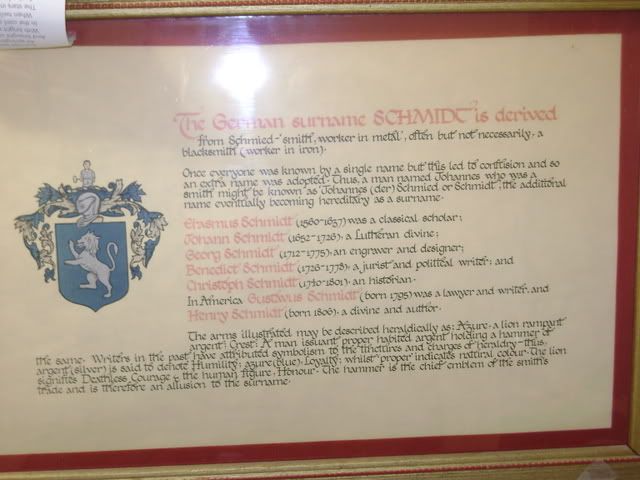 The German surname SCHMIDT is derived
from Schmied - 'smith, worker in metal', often but not necessarily, a
blacksmith (worker in iron).
Once everyone was known by a single name but this led to confusion and so
an extra name was adopted. Thus, a man named Johannes who was a
smith might be known as 'Johannes (der) Schmied or Schmidt', the additional
name eventually becoming hereditary as a surname.
Erasmus Schmidt (1560-1637) was a classical scholar;
Johann Schmidt (1652-1726), a Lutheran divine;
Georg Schmidt (1712-1775), an engraver and designer;
Benedict Schmidt (1726-1778), a jurist and political writer; and
Christoph Schmidt (1740-1801), an historian.
In America Gustavus Schmidt (born 1795) was a lawyer and writer, and
Henry Schmidt (born 1806), a divine and author.
The arms illustrated may be described heraldically as: Azure, a lion rampant
argent; Crest: A man issuant proper habited argent holding a hammer of
the same. Writers in the past have attributed symbolism to the tinctures and charges of heraldry - thus,
argent (silver) is said to denote Humility; azure (blue), Loyalty; whilst 'proper' indicates natural colour. The lion
signifies Deathless Courage & the human figure, Honour. The hammer is the chief emblem of the smith's
trade and is therefore an allusion to the surname.